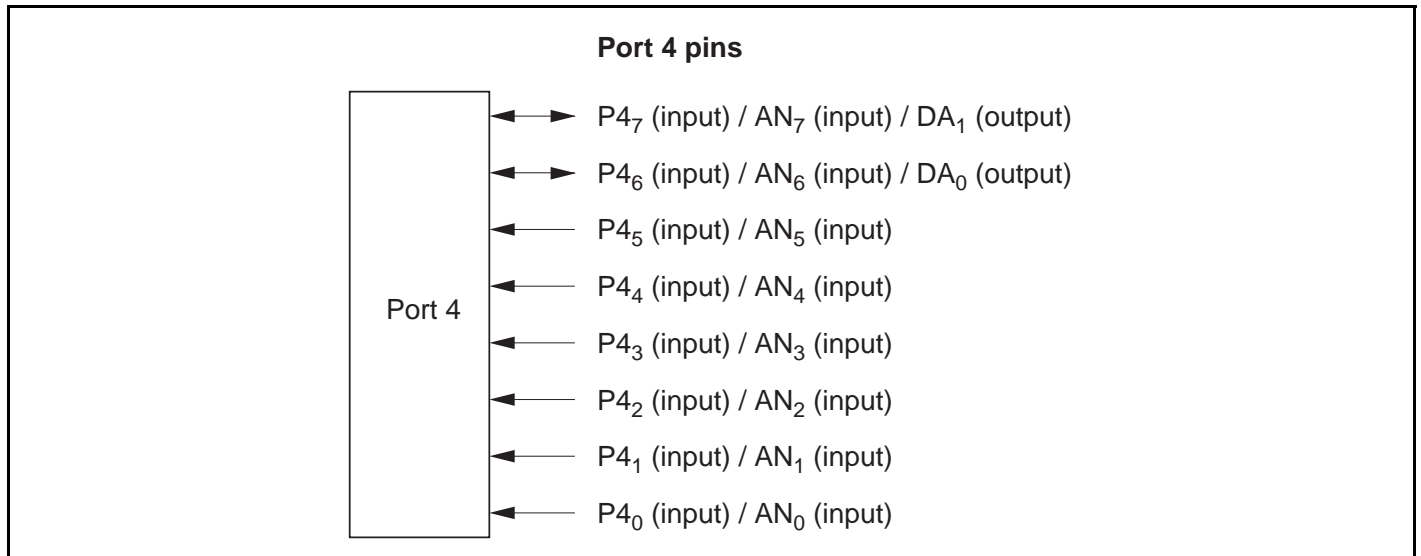 Port 4 pins
P4₇ (input) / AN₇ (input) / DA₁ (output)
P4₆ (input) / AN₆ (input) / DA₀ (output)
P4₅ (input) / AN₅ (input)
P4₄ (input) / AN₄ (input)
Port 4
P4₃ (input) / AN₃ (input)
P4₂ (input) / AN₂ (input)
P4₁ (input) / AN₁ (input)
P4₀ (input) / AN₀ (input)